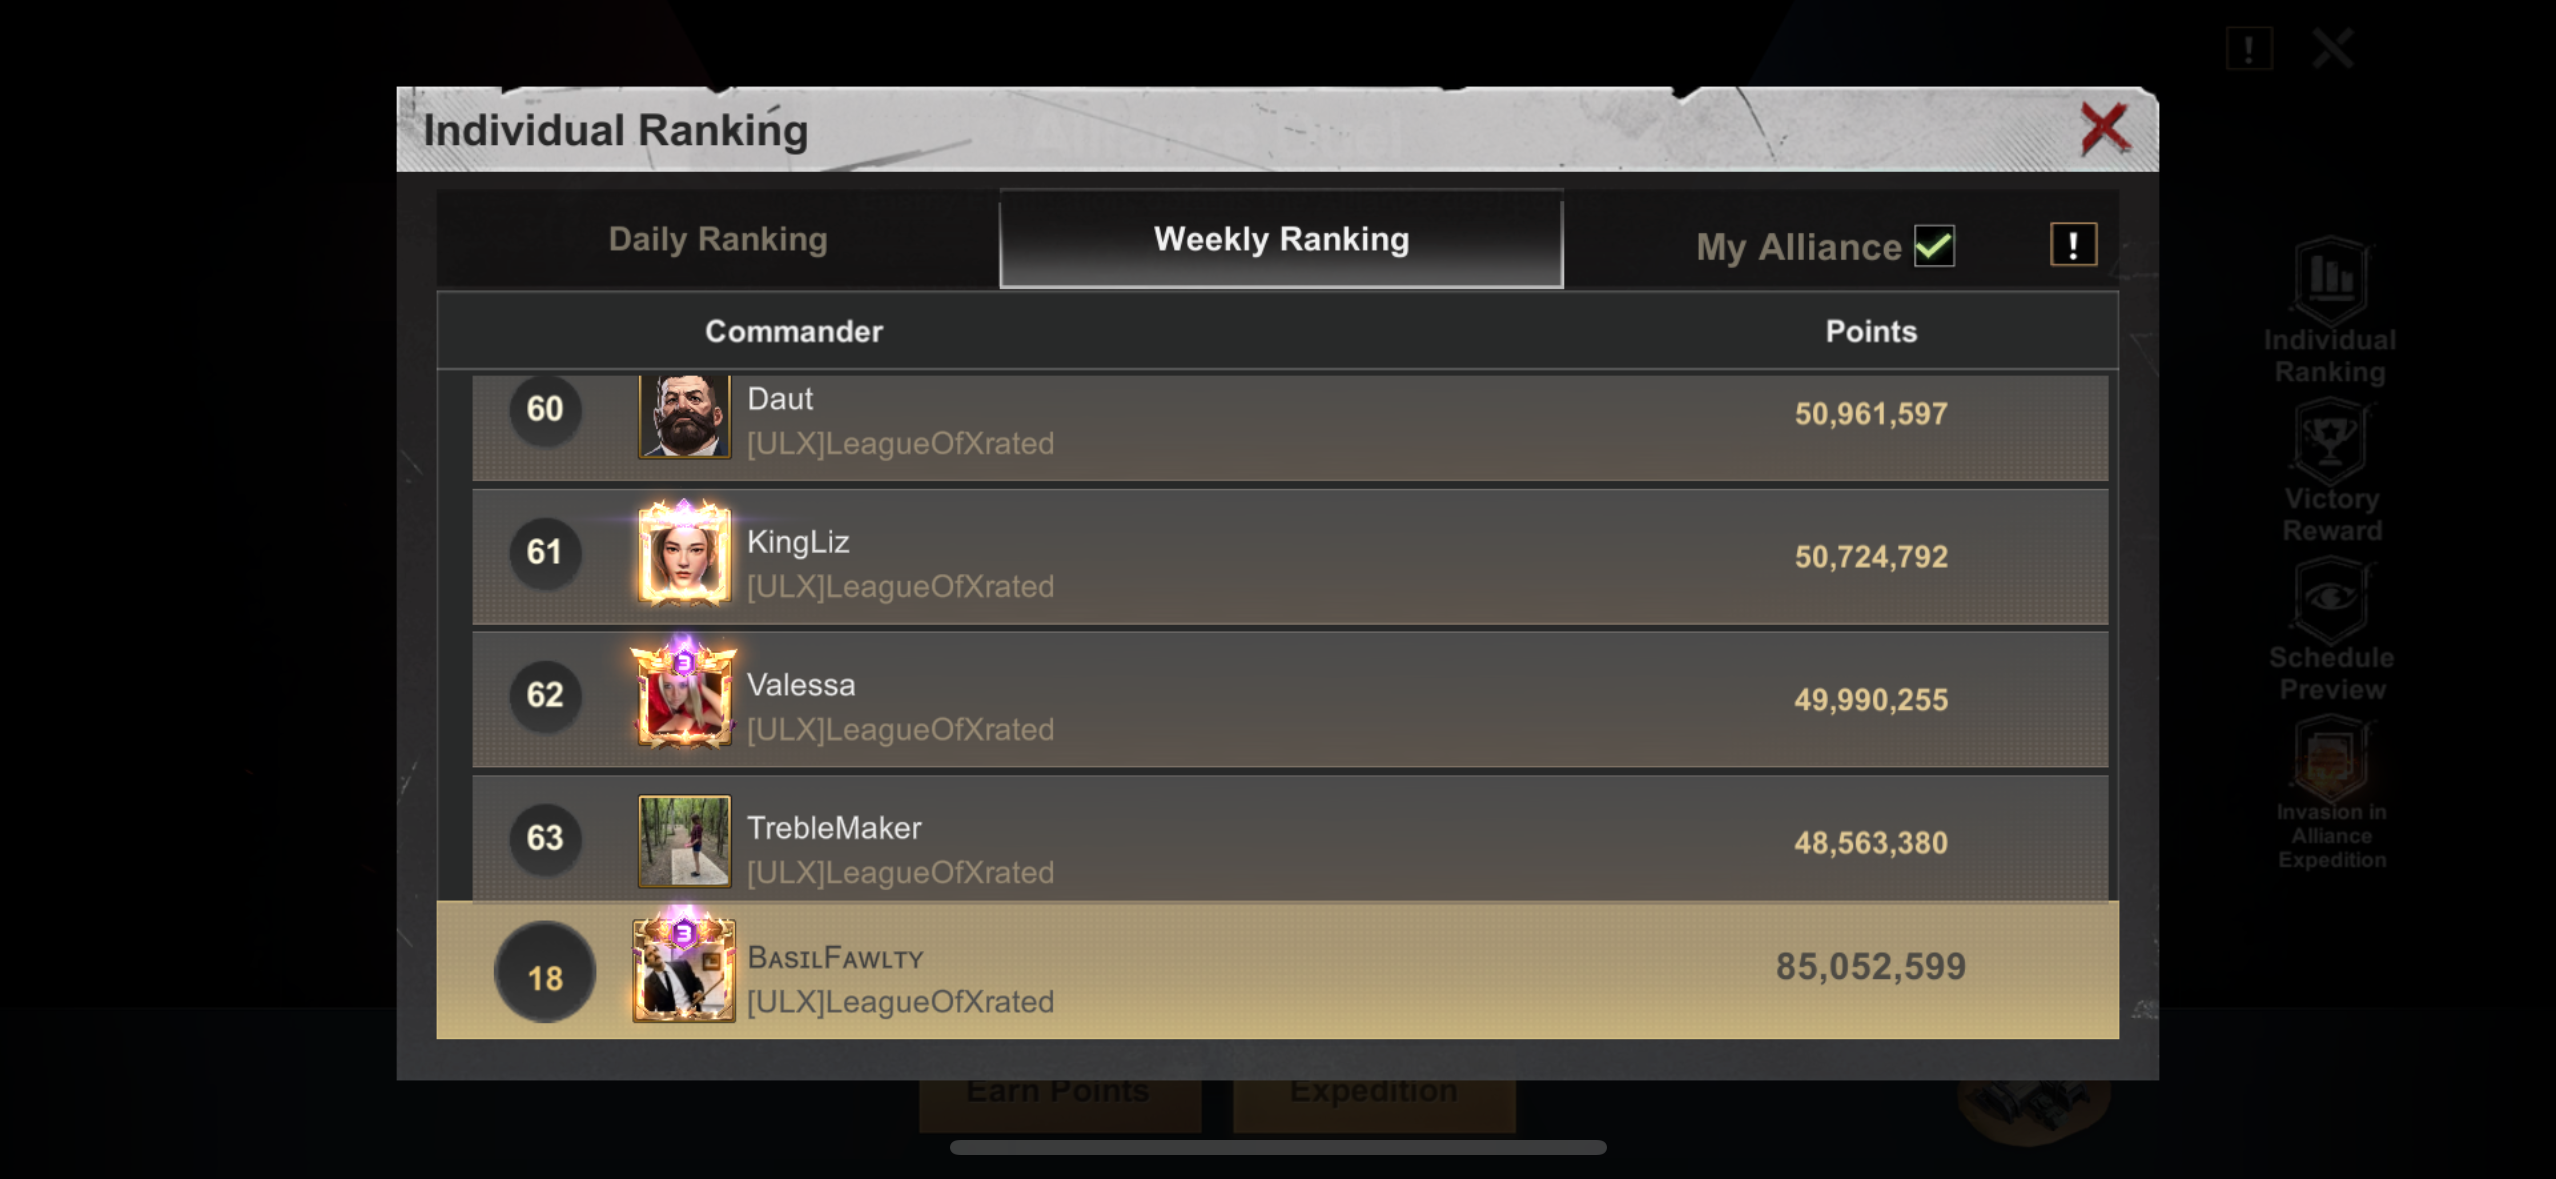 Individual Ranking
Daily Ranking
Weekly Ranking
My Alliance
Commander
Points
60
Daut
[ULX]LeagueOfXrated
50,961,597
61
KingLiz
[ULX]LeagueOfXrated
50,724,792
62
3
Valessa
[ULX]LeagueOfXrated
49,990,255
63
TrebleMaker
[ULX]LeagueOfXrated
48,563,380
18
3
BᴀsɪʟFᴀᴡʟᴛʏ
[ULX]LeagueOfXrated
85,052,599
Individual
Ranking
Victory
Reward
Schedule
Preview
Invasion in
Alliance
Expedition
Earn Points
Expedition